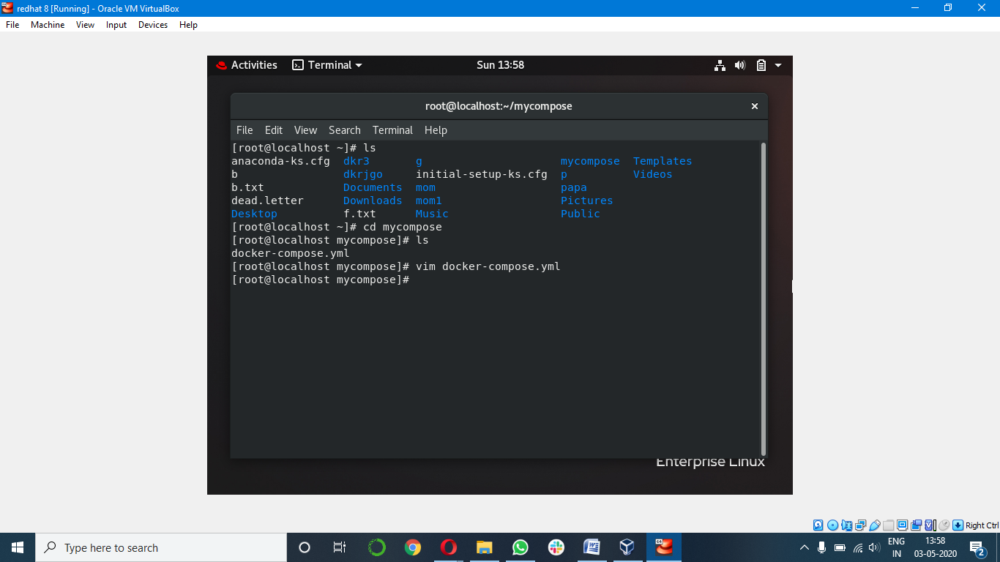 redhat 8 [Running] - Oracle VM VirtualBox
File Machine View Input Devices Help
Activities Terminal Sun 13:58
root@localhost:~/mycompose
File Edit View Search Terminal Help
[root@localhost ~]# ls
anaconda-ks.cfg dkr3 g mycompose Templates
b dkrjgo initial-setup-ks.cfg p Videos
b.txt Documents mom papa
dead.letter Downloads mom1 Pictures
Desktop f.txt Music Public
[root@localhost ~]# cd mycompose
[root@localhost mycompose]# ls
docker-compose.yml
[root@localhost mycompose]# vim docker-compose.yml
[root@localhost mycompose]#
Enterprise Linux
Right Ctrl
Type here to search
ENG 13:58
IN 03-05-2020 2